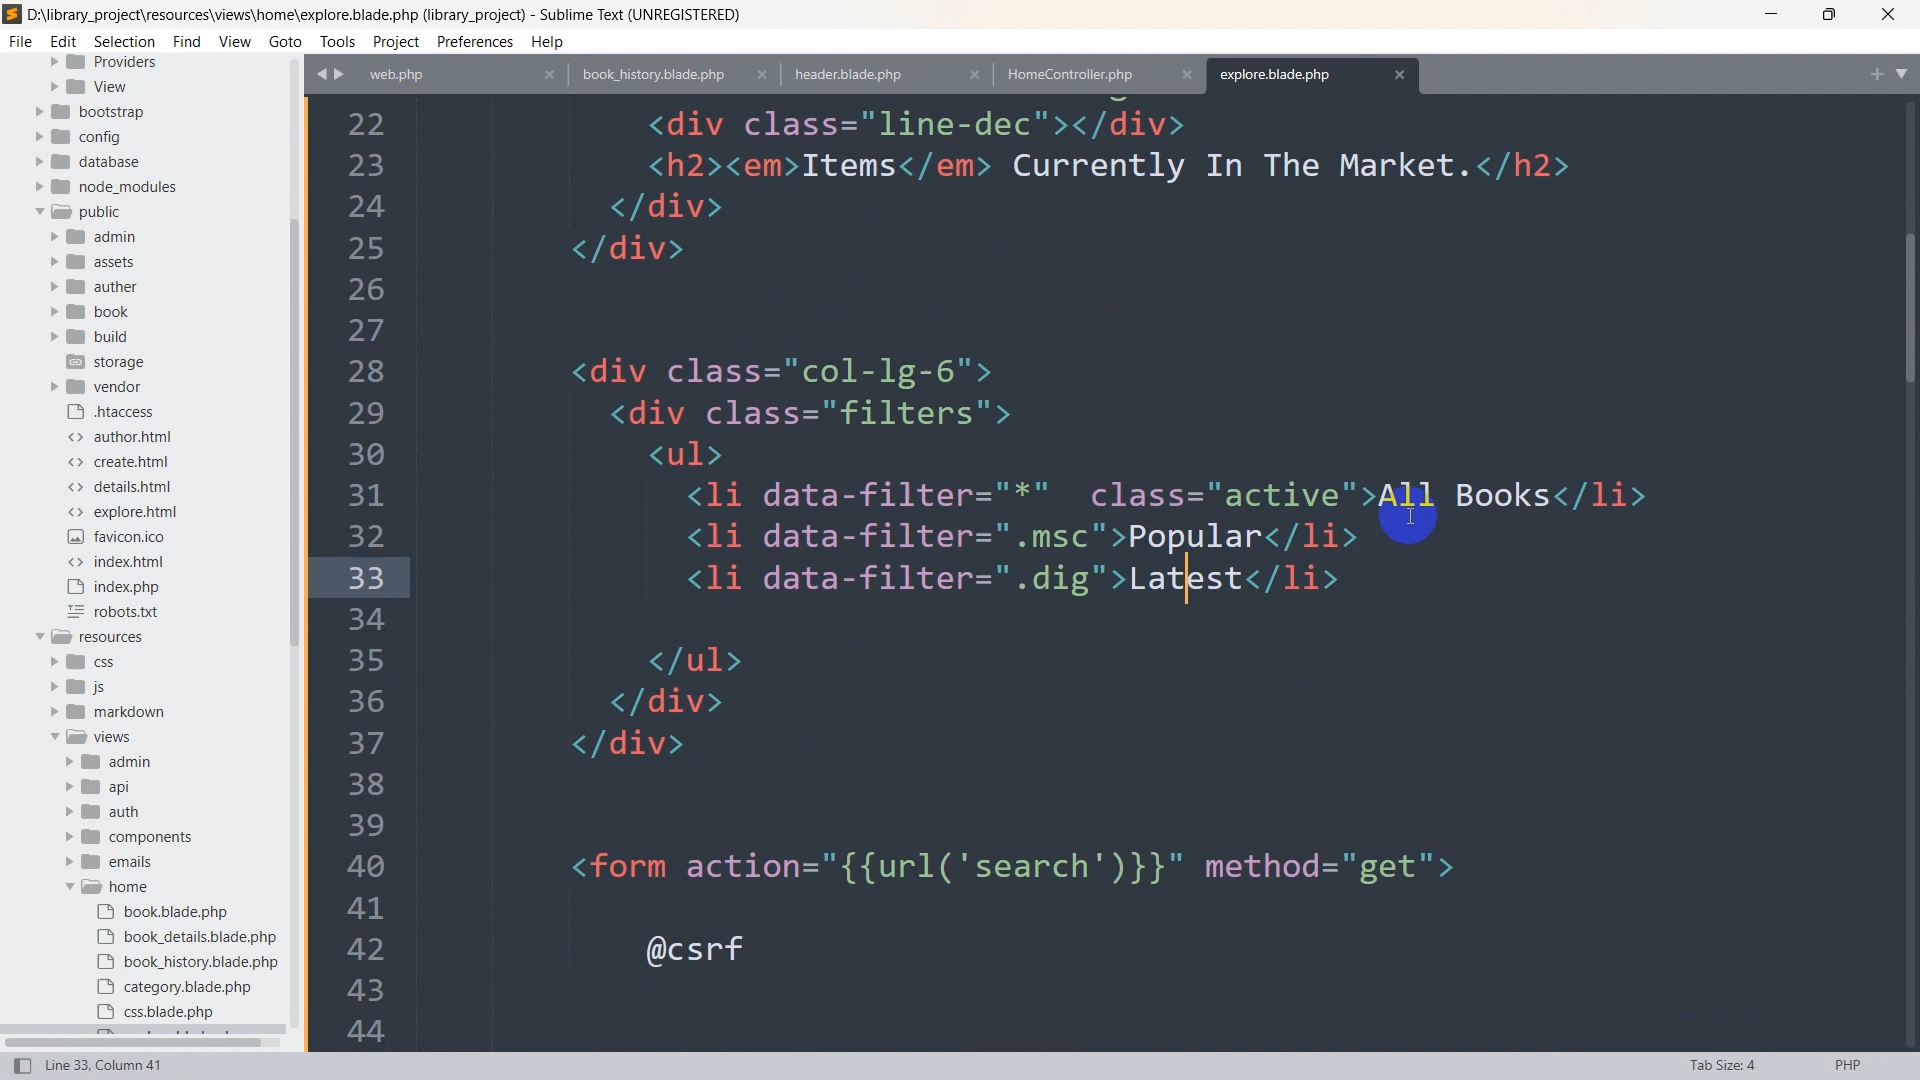 D:\library_project\resources\views\home\explore.blade.php (library_project) - Sublime Text (UNREGISTERED)
File Edit Selection Find View Goto Tools Project Preferences Help
Providers
View
bootstrap
config
database
node_modules
public
admin
assets
auther
book
build
storage
vendor
.htaccess
author.html
create.html
details.html
explore.html
favicon.ico
index.html
index.php
robots.txt
resources
css
js
markdown
views
admin
api
auth
components
emails
home
book.blade.php
book_details.blade.php
book_history.blade.php
category.blade.php
css.blade.php
web.php book_history.blade.php header.blade.php HomeController.php explore.blade.php
22 <div class="line-dec"></div>
23 <h2><em>Items</em> Currently In The Market.</h2>
24 </div>
25 </div>
26
27
28 <div class="col-lg-6">
29 <div class="filters">
30 <ul>
31 <li data-filter="*"  class="active">All Books</li>
32 <li data-filter=".msc">Popular</li>
33 <li data-filter=".dig">Latest</li>
34
35 </ul>
36 </div>
37 </div>
38
39
40 <form action="{{url('search')}}" method="get">
41
42 @csrf
43
44
Line 33, Column 41 Tab Size: 4 PHP